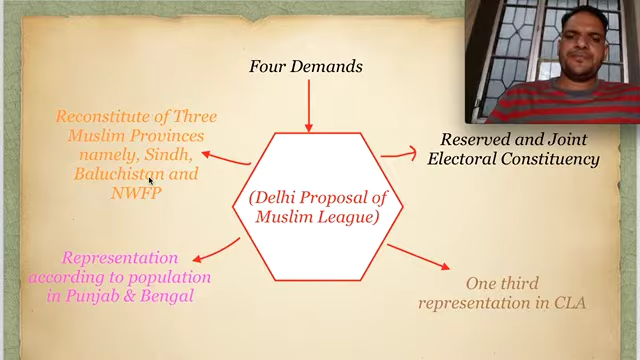 Four Demands
Reconstitute of Three
Muslim Provinces
namely, Sindh,
Baluchistan and
NWFP
Reserved and Joint
Electoral Constituency
(Delhi Proposal of
Muslim League)
Representation
according to population
in Punjab & Bengal
One third
representation in CLA